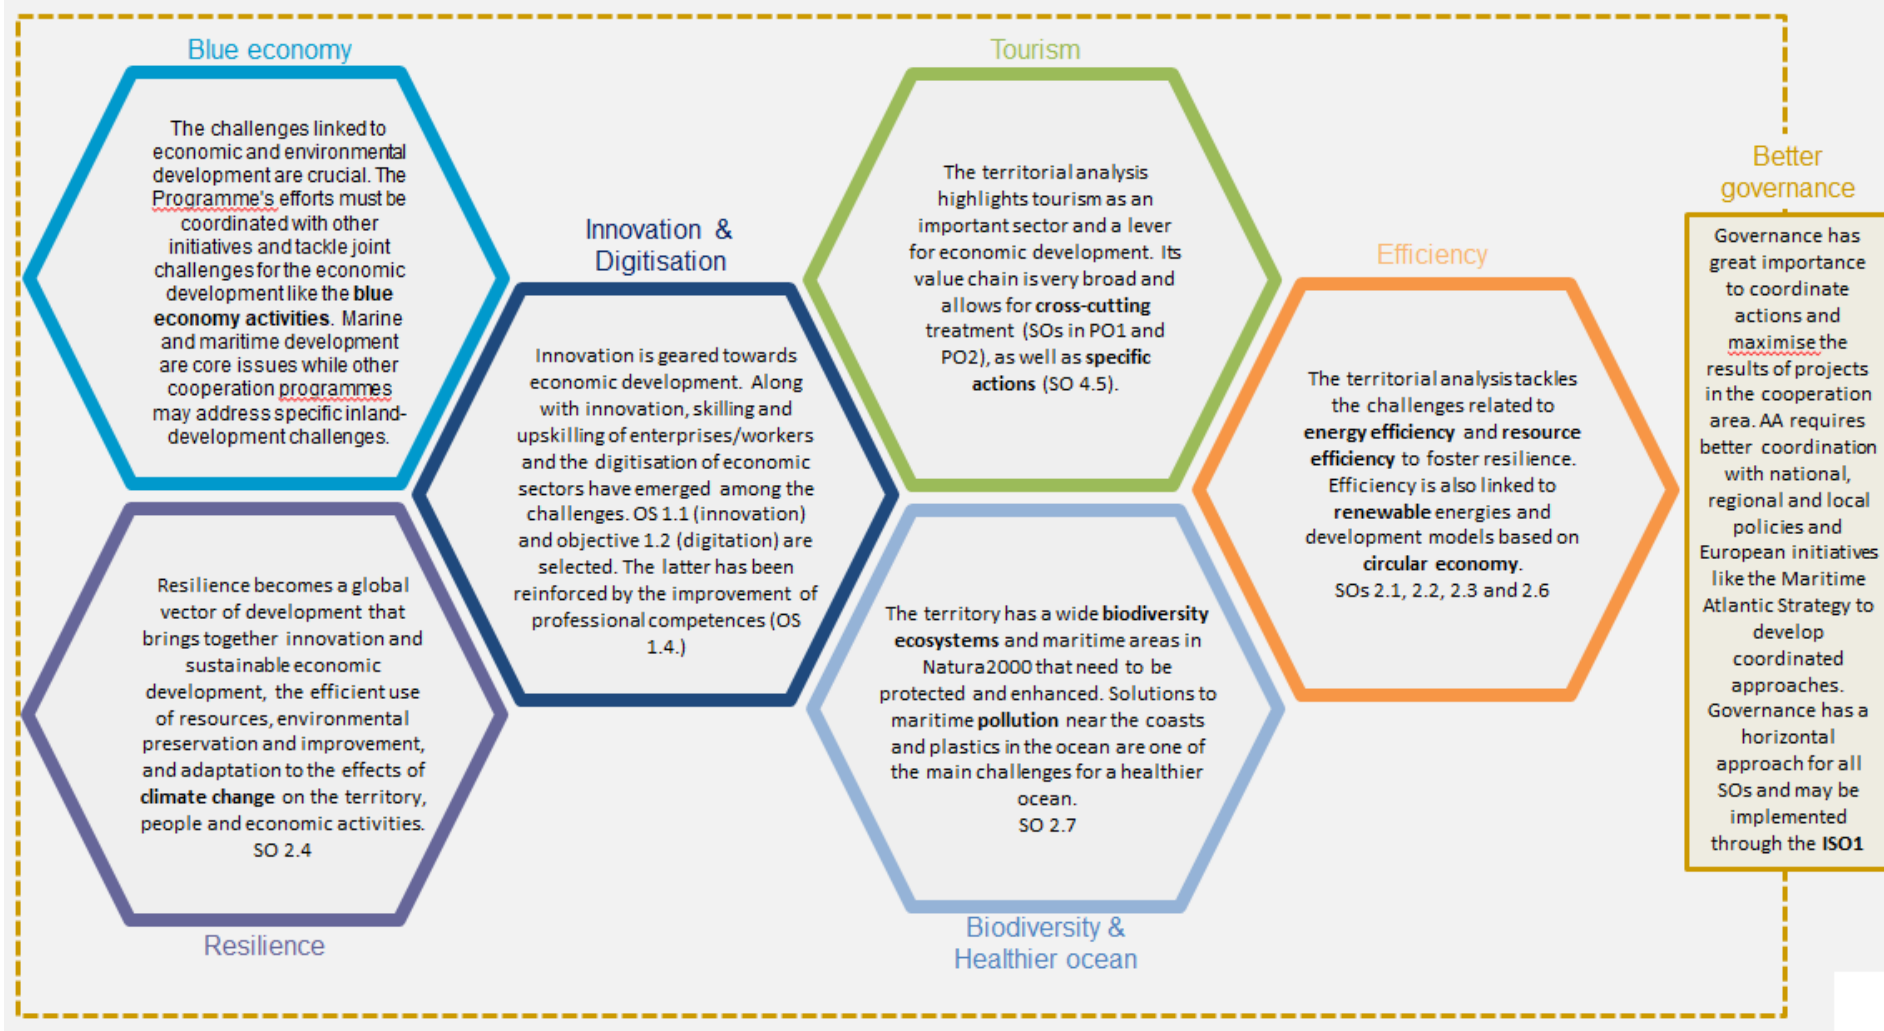 Blue economy
The challenges linked to
economic and environmental
development are crucial. The
Programme's efforts must be
coordinated with other
initiatives and tackle joint
challenges for the economic
development like the blue
economy activities. Marine
and maritime development
are core issues while other
cooperation programmes
may address specific inland-
development challenges.
Resilience becomes a global
vector of development that
brings together innovation and
sustainable economic
development, the efficient use
of resources, environmental
preservation and improvement,
and adaptation to the effects of
climate change on the territory,
people and economic activities.
SO 2.4
Resilience
Innovation &
Digitisation
Innovation is geared towards
economic development. Along
with innovation, skilling and
upskilling of enterprises/workers
and the digitisation of economic
sectors have emerged among the
challenges. OS 1.1 (innovation)
and objective 1.2 (digitation) are
selected. The latter has been
reinforced by the improvement of
professional competences (OS
1.4.)
Tourism
The territorial analysis
highlights tourism as an
important sector and a lever
for economic development. Its
value chain is very broad and
allows for cross-cutting
treatment (SOs in PO1 and
PO2), as well as specific
actions (SO 4.5).
The territory has a wide biodiversity
ecosystems and maritime areas in
Natura2000 that need to be
protected and enhanced. Solutions to
maritime pollution near the coasts
and plastics in the ocean are one of
the main challenges for a healthier
ocean.
SO 2.7
Biodiversity &
Healthier ocean
Efficiency
The territorial analysis tackles
the challenges related to
energy efficiency and resource
efficiency to foster resilience.
Efficiency is also linked to
renewable energies and
development models based on
circular economy.
SOs 2.1, 2.2, 2.3 and 2.6
Better
governance
Governance has
great importance
to coordinate
actions and
maximise the
results of projects
in the cooperation
area. AA requires
better coordination
with national,
regional and local
policies and
European initiatives
like the Maritime
Atlantic Strategy to
develop
coordinated
approaches.
Governance has a
horizontal
approach for all
SOs and may be
implemented
through the ISO1